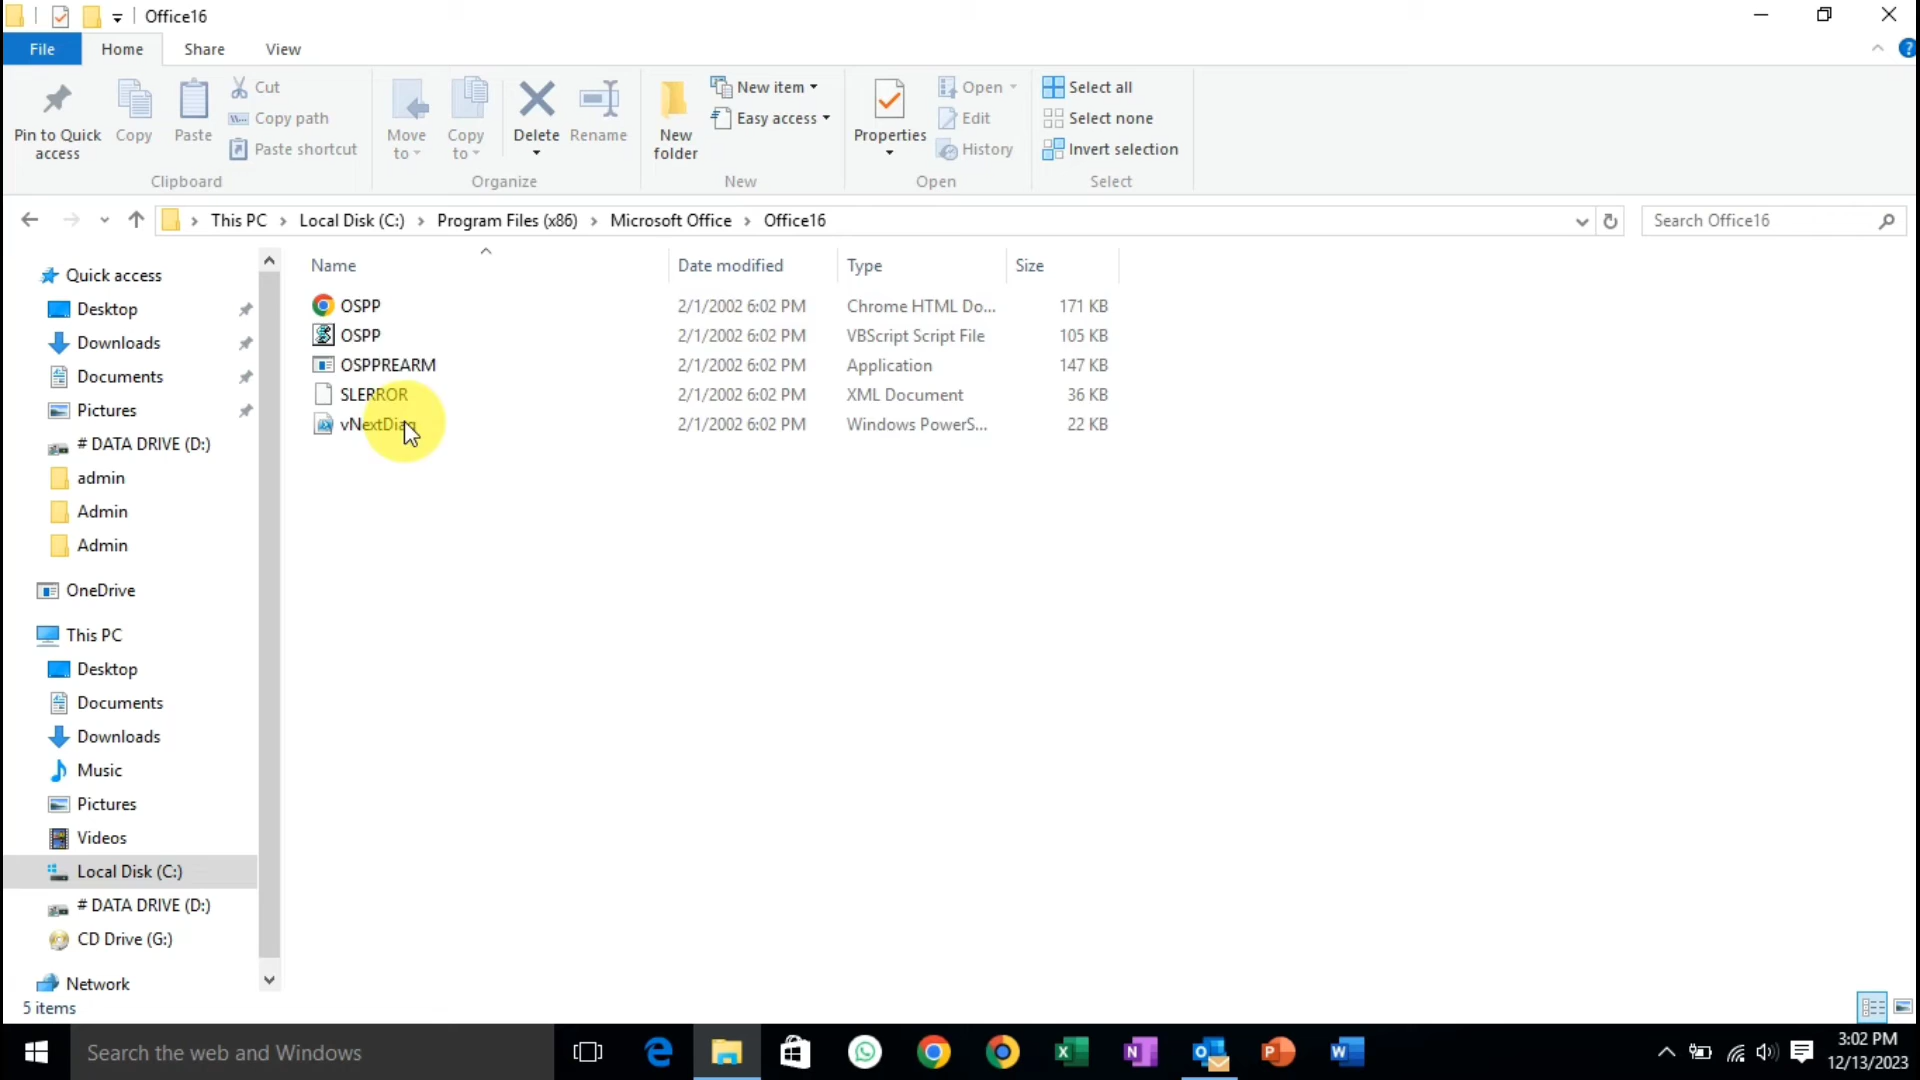 Office16
File Home Share View
Pin to Quick access
Copy
Paste
Cut
Copy path
Paste shortcut
Clipboard
Move to
Copy to
Delete
Rename
Organize
New folder
New item
Easy access
New
Properties
Open
Edit
History
Open
Select all
Select none
Invert selection
Select
This PC > Local Disk (C:) > Program Files (x86) > Microsoft Office > Office16
Search Office16
Name Date modified Type Size
OSPP 2/1/2002 6:02 PM Chrome HTML Do... 171 KB
OSPP 2/1/2002 6:02 PM VBScript Script File 105 KB
OSPPREARM 2/1/2002 6:02 PM Application 147 KB
SLERROR 2/1/2002 6:02 PM XML Document 36 KB
vNextDiag 2/1/2002 6:02 PM Windows PowerS... 22 KB
Quick access
Desktop
Downloads
Documents
Pictures
# DATA DRIVE (D:)
admin
Admin
Admin
OneDrive
This PC
Desktop
Documents
Downloads
Music
Pictures
Videos
Local Disk (C:)
# DATA DRIVE (D:)
CD Drive (G:)
Network
5 items
Search the web and Windows
3:02 PM
12/13/2023